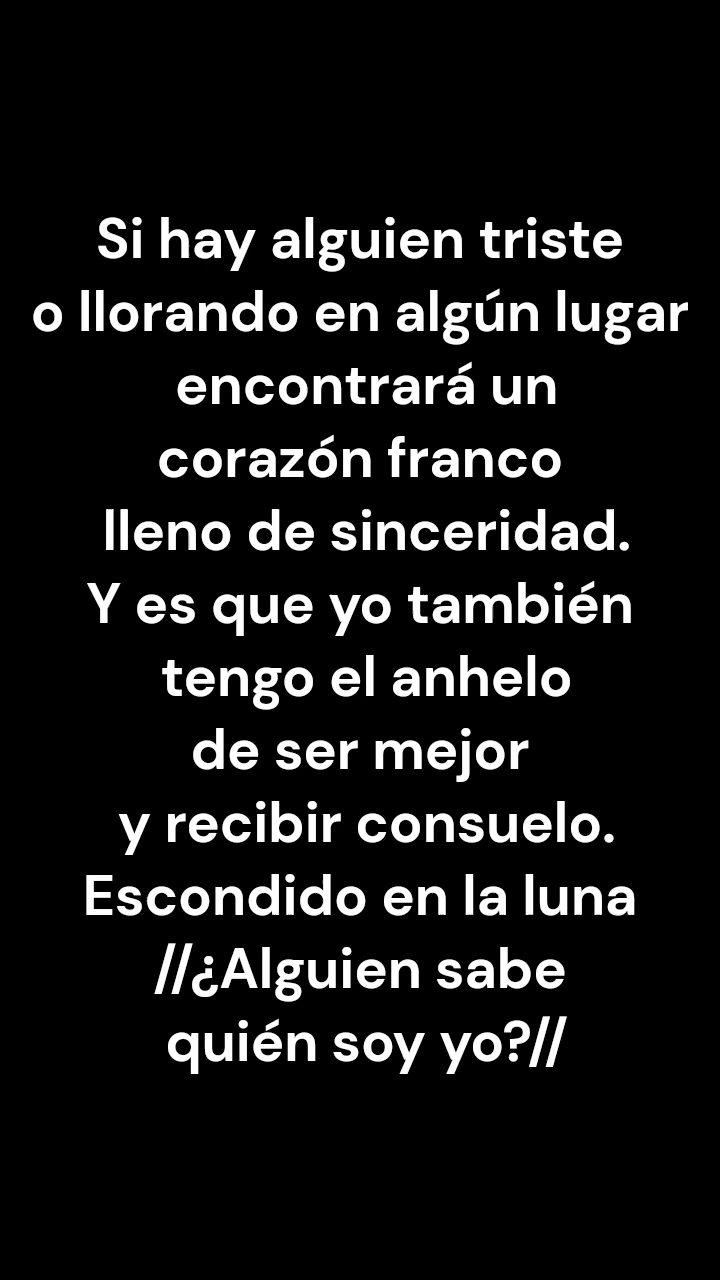 Si hay alguien triste
o llorando en algún lugar
encontrará un
corazón franco
lleno de sinceridad.
Y es que yo también
tengo el anhelo
de ser mejor
y recibir consuelo.
Escondido en la luna
//¿Alguien sabe
quién soy yo?//